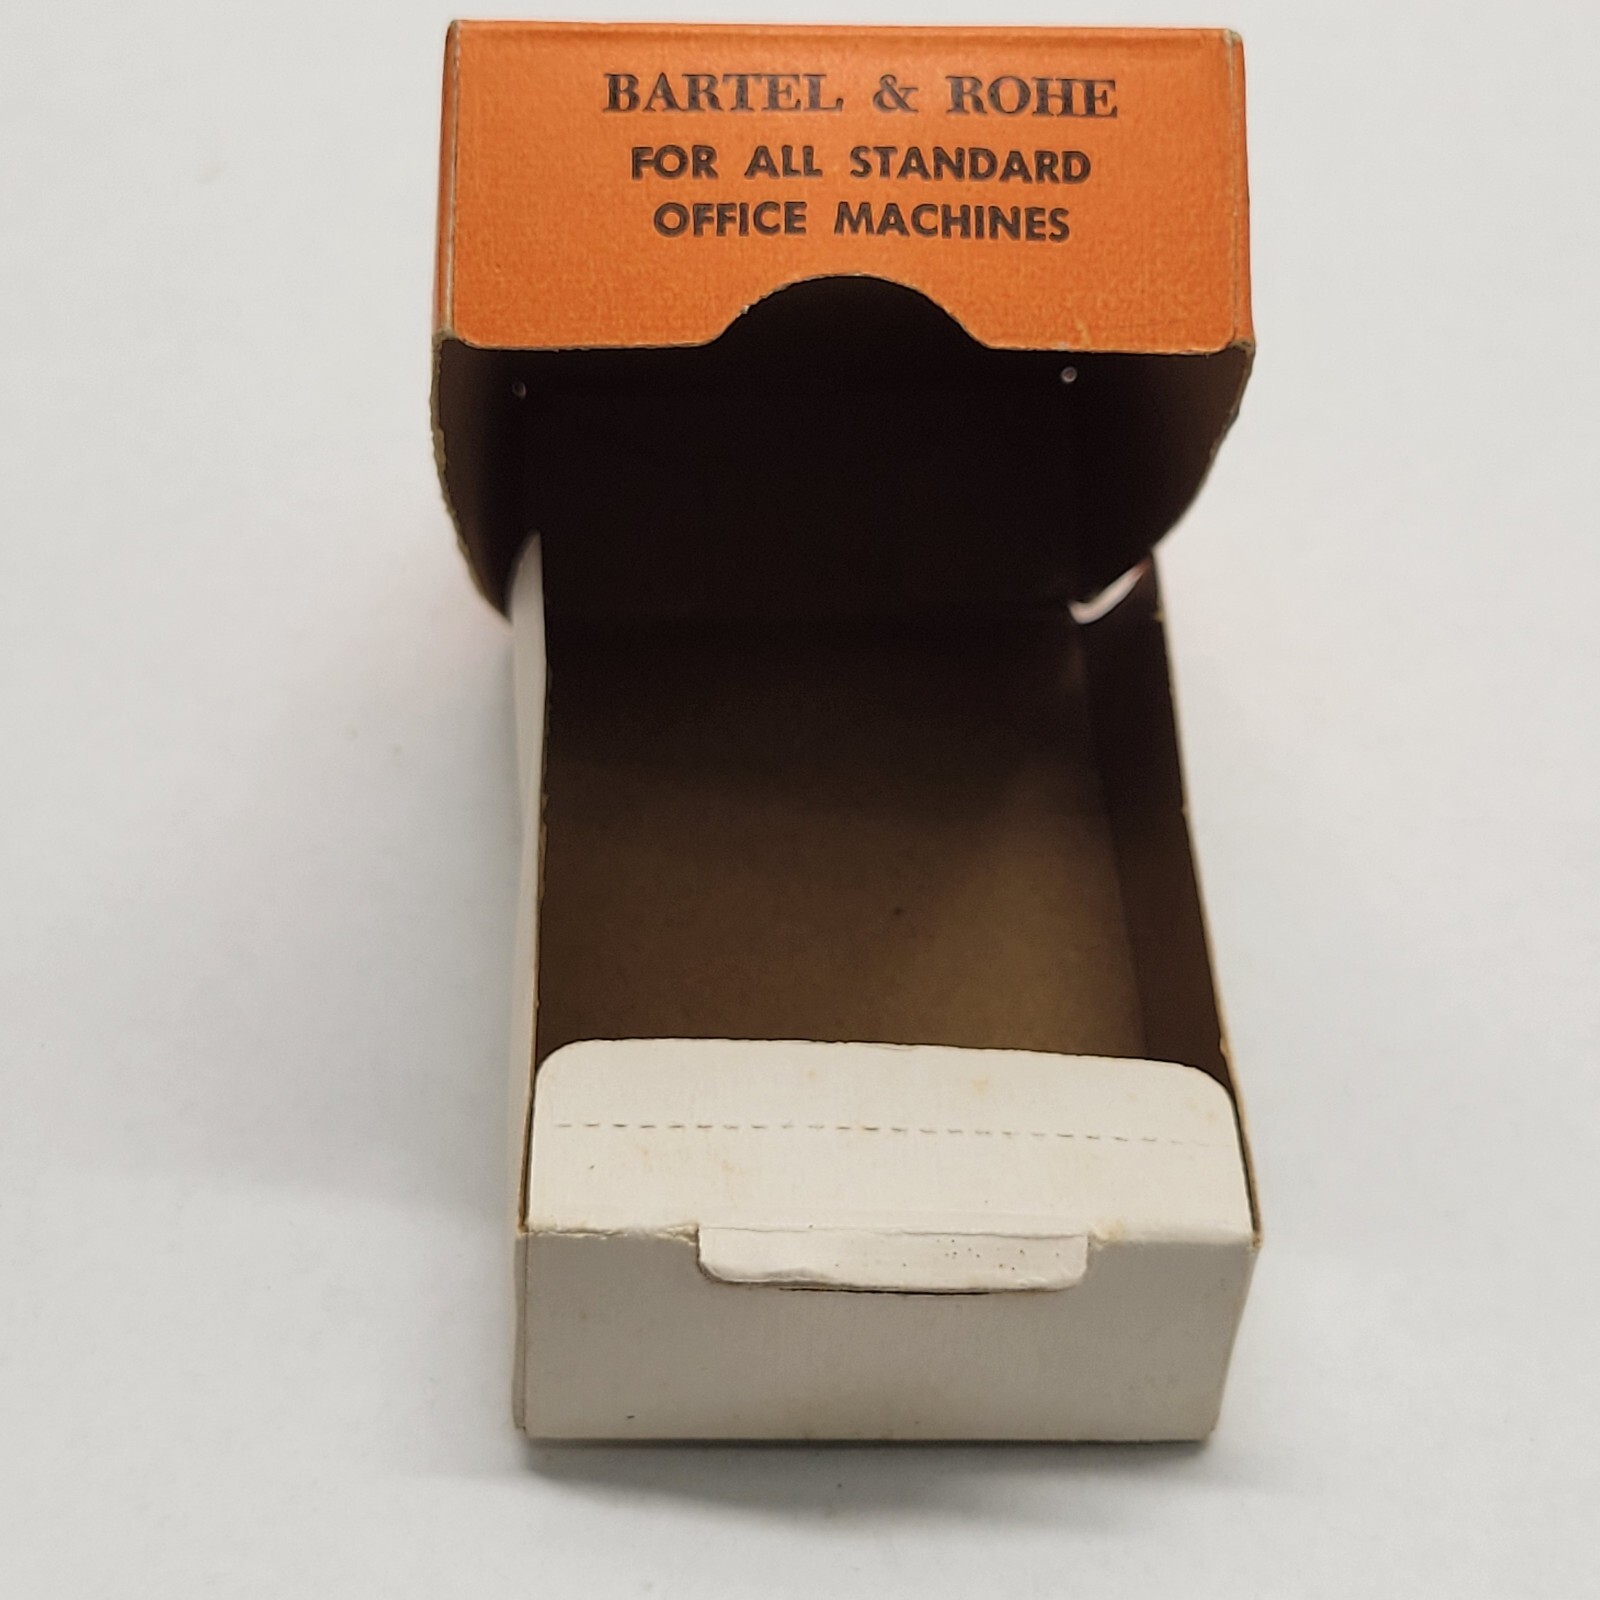 BARTEL & ROHE
FOR ALL STANDARD
OFFICE MACHINES